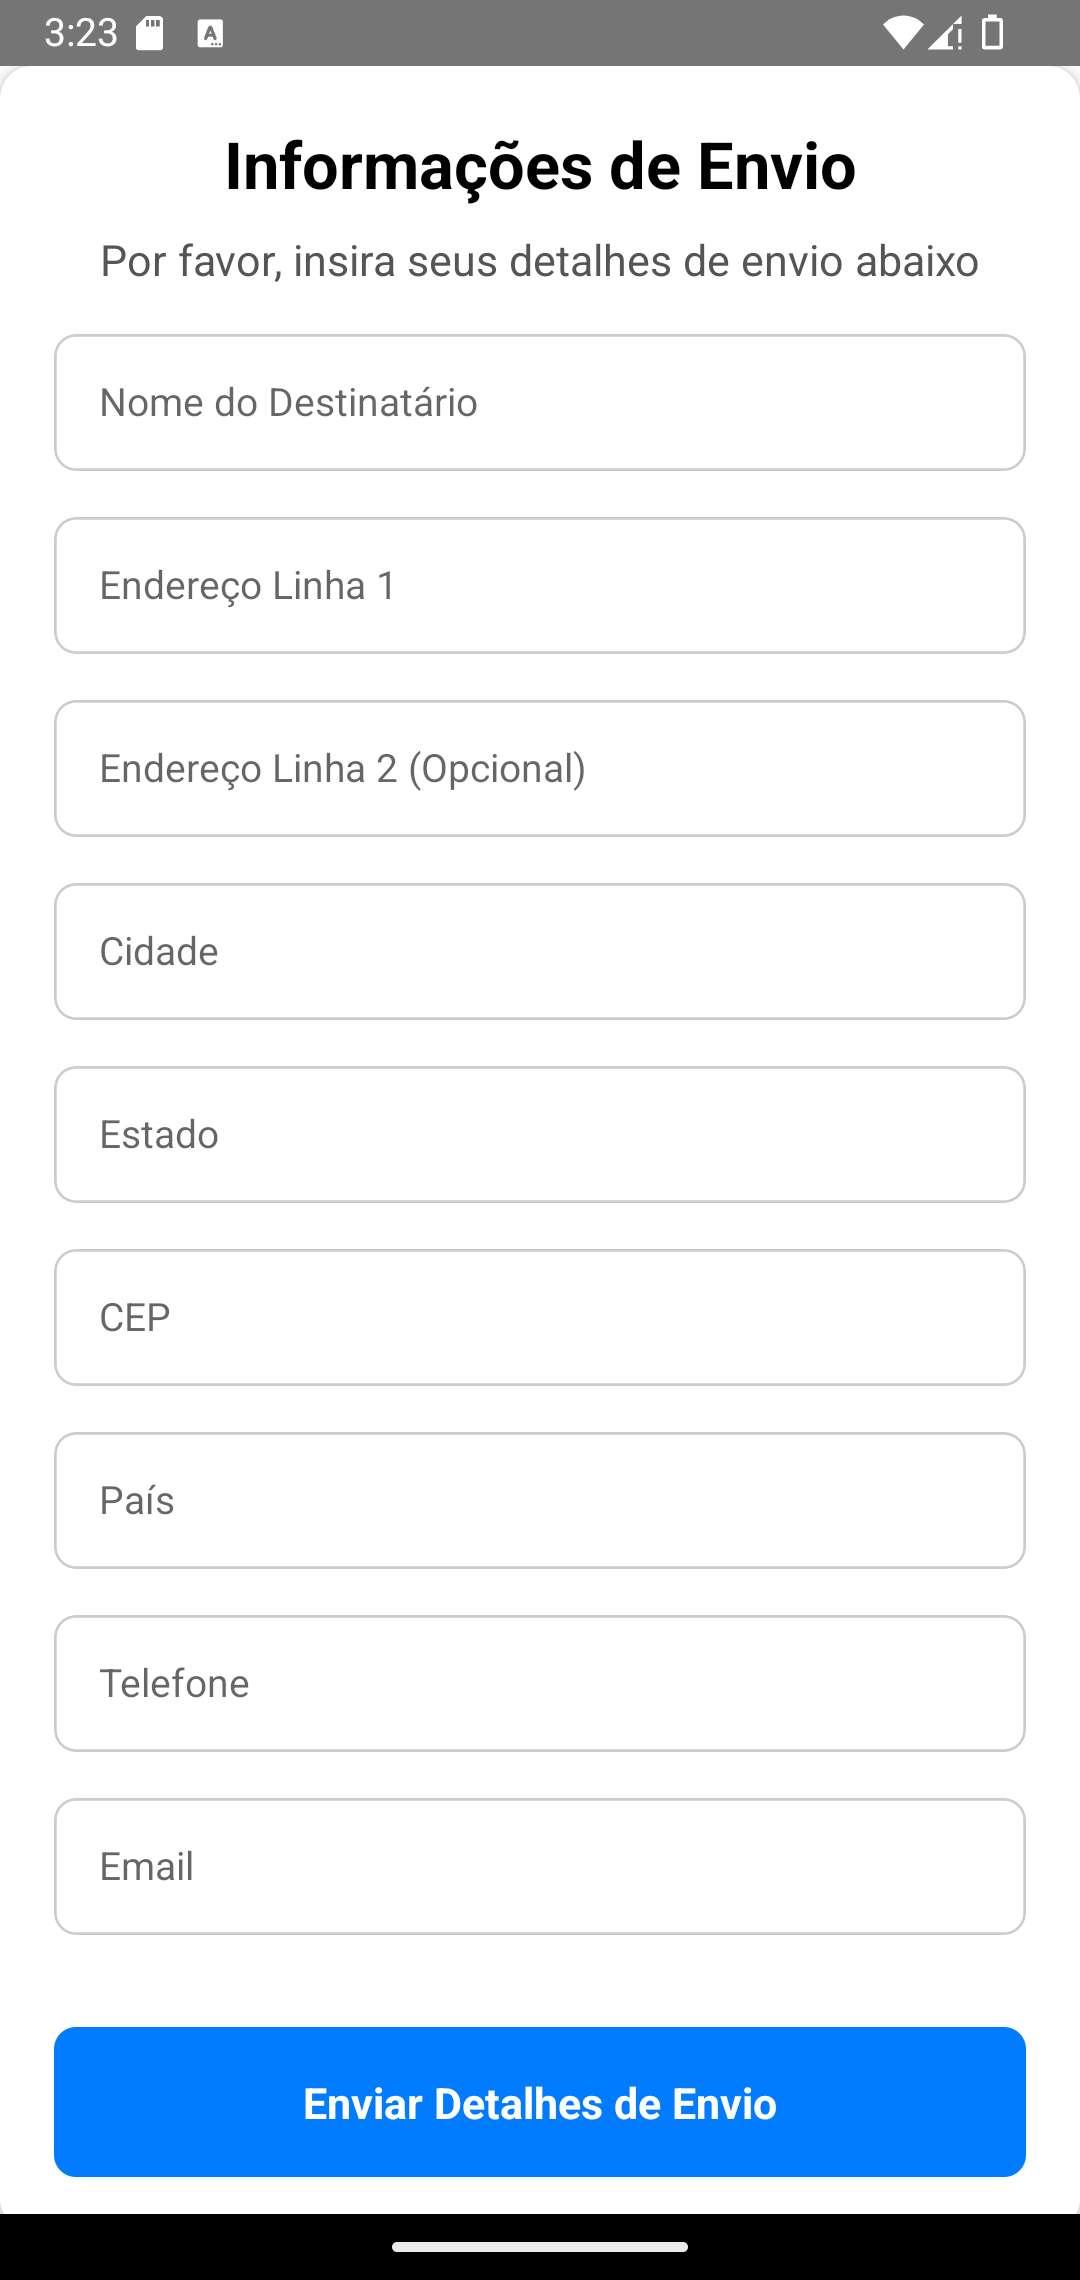 3:23
Informações de Envio
Por favor, insira seus detalhes de envio abaixo
Nome do Destinatário
Endereço Linha 1
Endereço Linha 2 (Opcional)
Cidade
Estado
CEP
País
Telefone
Email
Enviar Detalhes de Envio